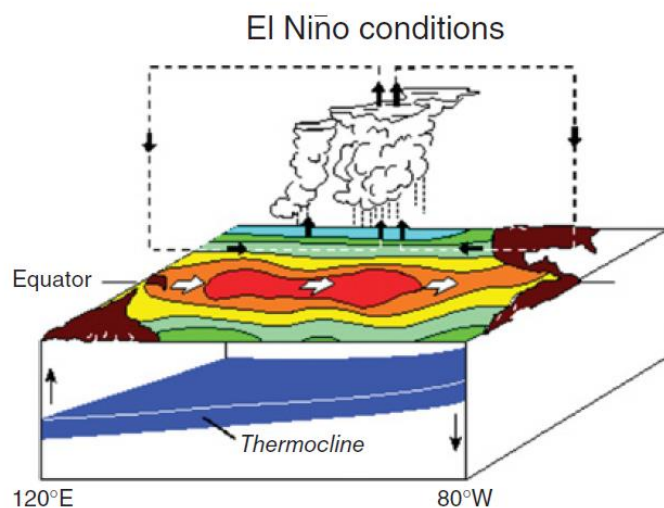 El Niño conditions
Equator
Thermocline
120°E
80°W